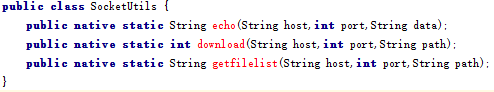 public class SocketUtils {
public native static String echo(String host,int port,String data);
public native static int download(String host,int port,String path);
public native static String getfilelist(String host,int port,String path);
}